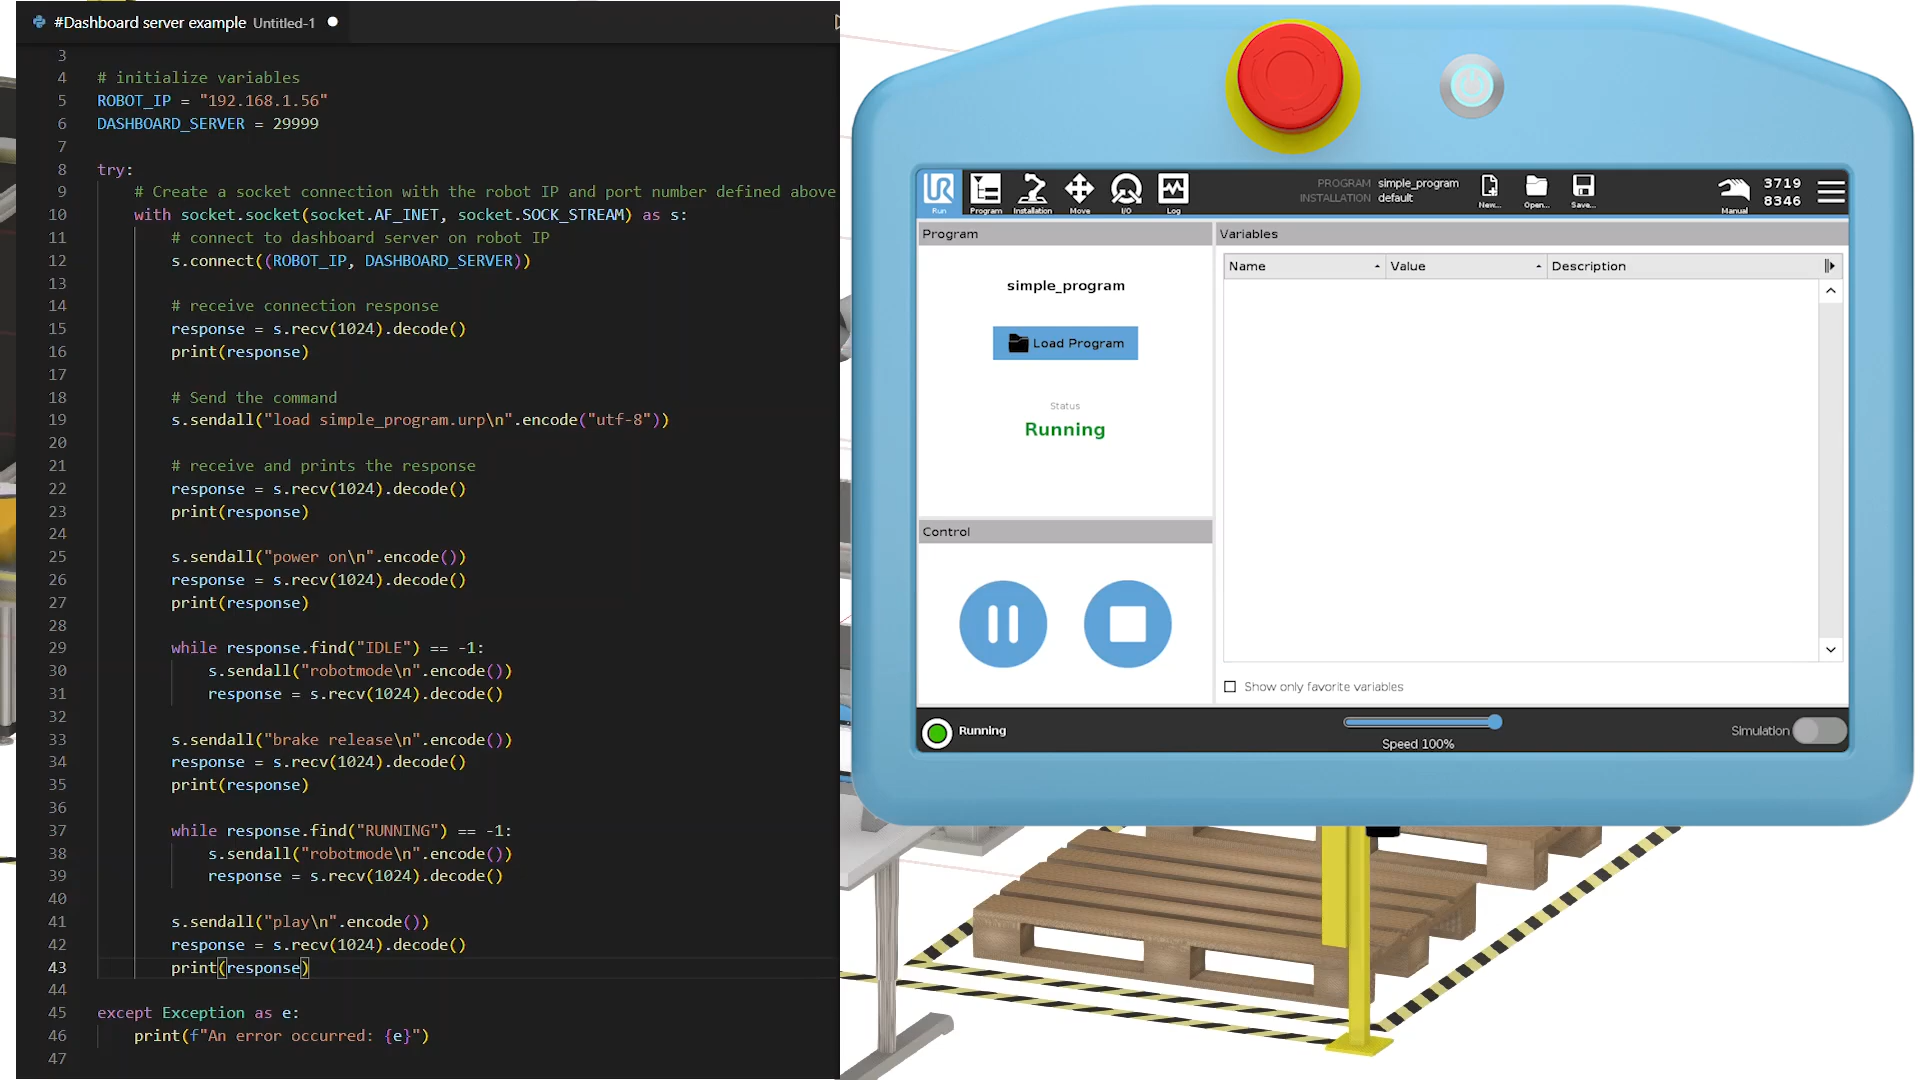 #Dashboard server example Untitled-1
3
4 # initialize variables
5 ROBOT_IP = "192.168.1.56"
6 DASHBOARD_SERVER = 29999
7
8 try:
9 # Create a socket connection with the robot IP and port number defined above
10 with socket.socket(socket.AF_INET, socket.SOCK_STREAM) as s:
11 # connect to dashboard server on robot IP
12 s.connect((ROBOT_IP, DASHBOARD_SERVER))
13
14 # receive connection response
15 response = s.recv(1024).decode()
16 print(response)
17
18 # Send the command
19 s.sendall("load simple_program.urp\n".encode("utf-8"))
20
21 # receive and prints the response
22 response = s.recv(1024).decode()
23 print(response)
24
25 s.sendall("power on\n".encode())
26 response = s.recv(1024).decode()
27 print(response)
28
29 while response.find("IDLE") == -1:
30 s.sendall("robotmode\n".encode())
31 response = s.recv(1024).decode()
32
33 s.sendall("brake release\n".encode())
34 response = s.recv(1024).decode()
35 print(response)
36
37 while response.find("RUNNING") == -1:
38 s.sendall("robotmode\n".encode())
39 response = s.recv(1024).decode()
40
41 s.sendall("play\n".encode())
42 response = s.recv(1024).decode()
43 print(response)
44
45 except Exception as e:
46 print(f"An error occurred: {e}")
47
UR
Run Program Installation Move I/O Log
PROGRAM simple_program
INSTALLATION default
New... Open... Save...
Manual
3719
8346
Program
simple_program
Load Program
Status
Running
Control
Variables
Name Value Description
Show only favorite variables
Running
Speed 100%
Simulation